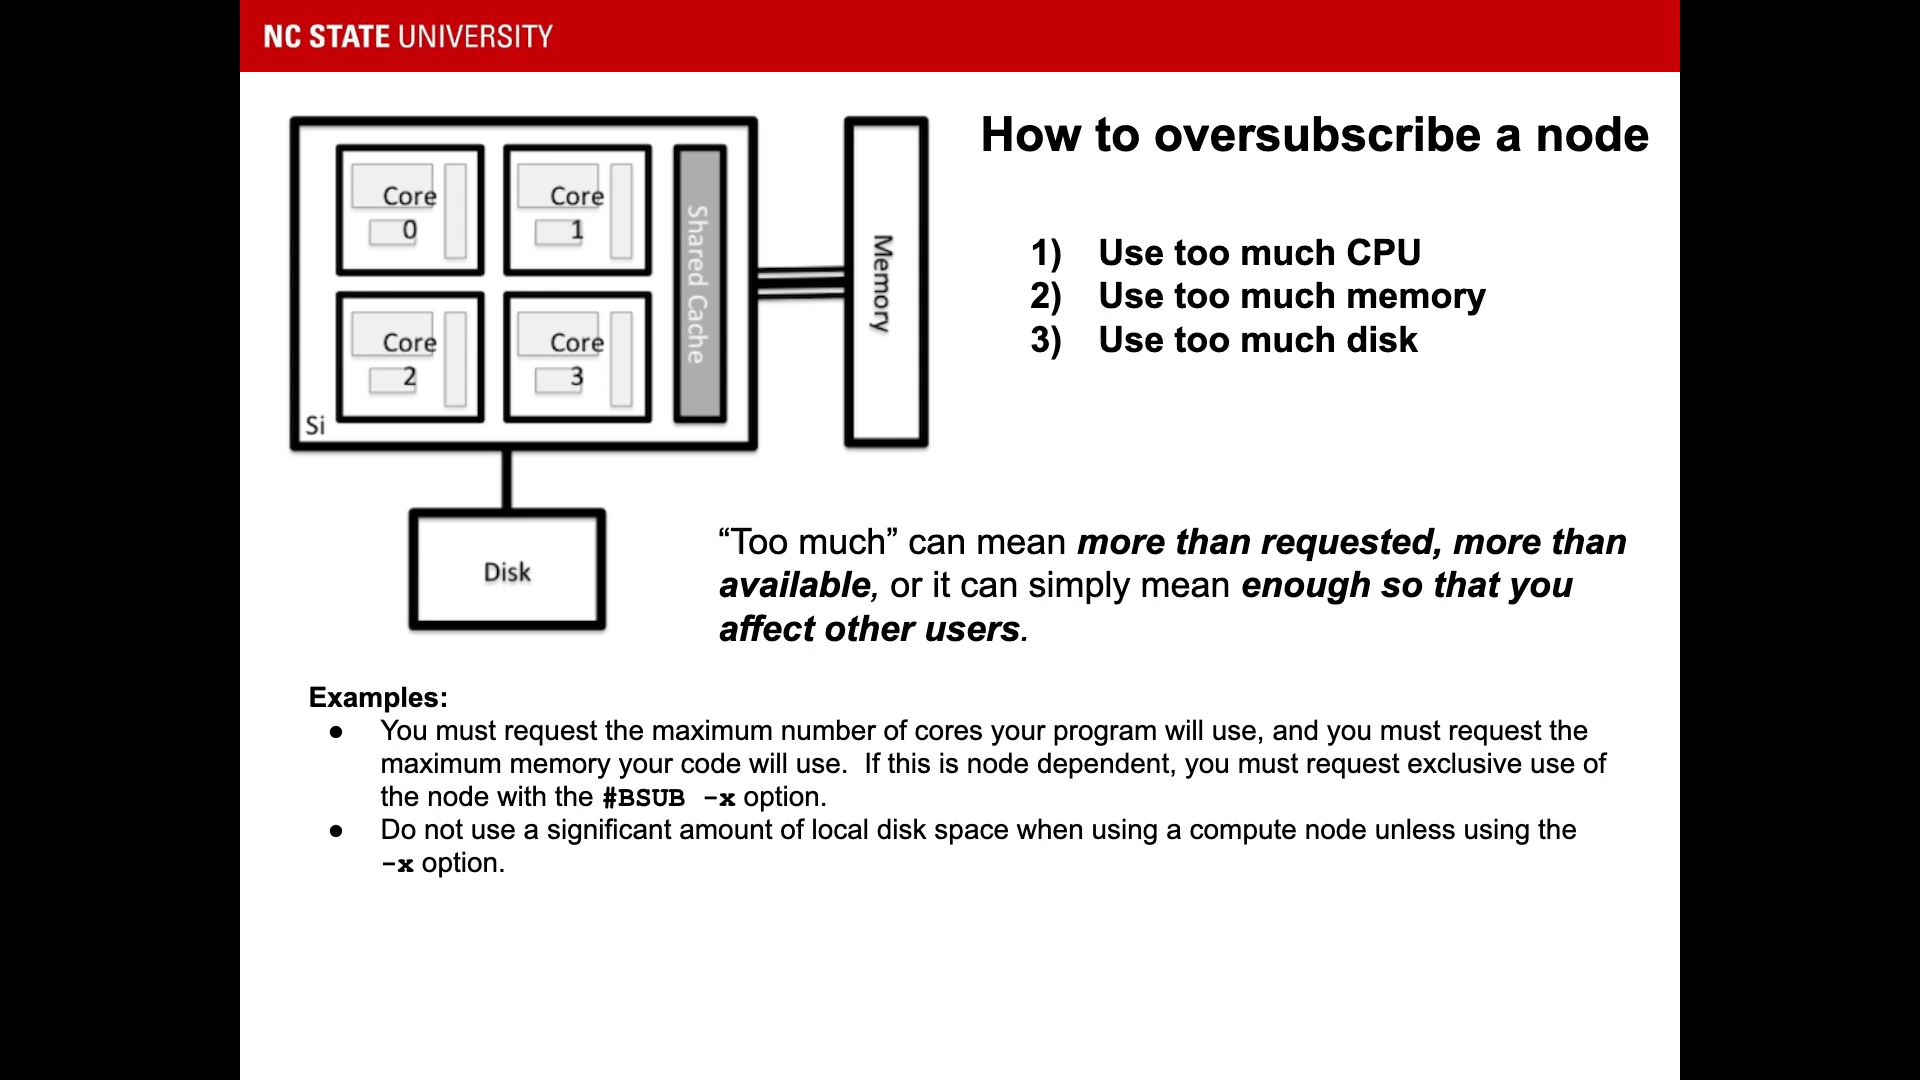 NC STATE UNIVERSITY
How to oversubscribe a node
Core
0
Core
1
Core
2
Core
3
Shared Cache
Si
Memory
Disk
1) Use too much CPU
2) Use too much memory
3) Use too much disk
“Too much” can mean more than requested, more than
available, or it can simply mean enough so that you
affect other users.
Examples:
● You must request the maximum number of cores your program will use, and you must request the
maximum memory your code will use.  If this is node dependent, you must request exclusive use of
the node with the #BSUB -x option.
● Do not use a significant amount of local disk space when using a compute node unless using the
-x option.